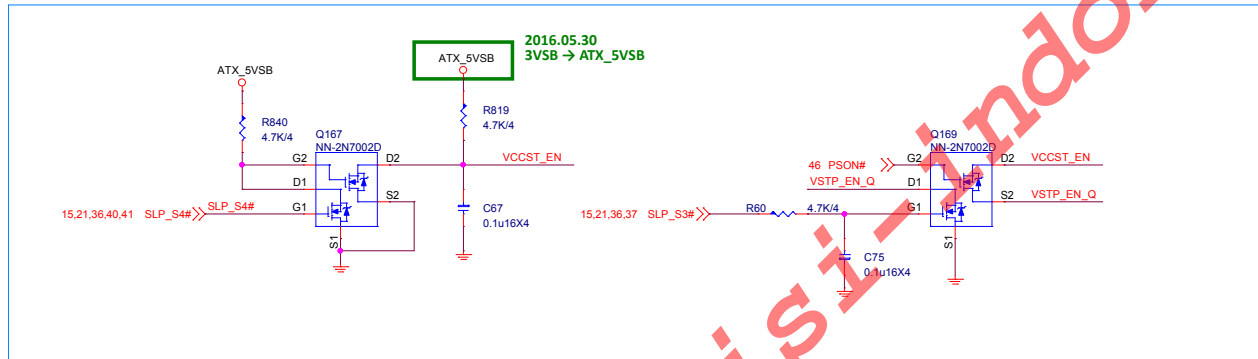 2016.05.30
3VSB → ATX_5VSB
ATX_5VSB
ATX_5VSB
R840
4.7K/4
R819
4.7K/4
Q167
NN-2N7002D
G2
D2
VCCST_EN
D1
S2
15,21,36,40,41 SLP_S4#
SLP_S4#
G1
S1
C67
0.1u16X4
Q169
NN-2N7002D
46 PSON#
G2
D2
VCCST_EN
VSTP_EN_Q
D1
S2
VSTP_EN_Q
15,21,36,37 SLP_S3#
R60
4.7K/4
G1
S1
C75
0.1u16X4
isi-indo